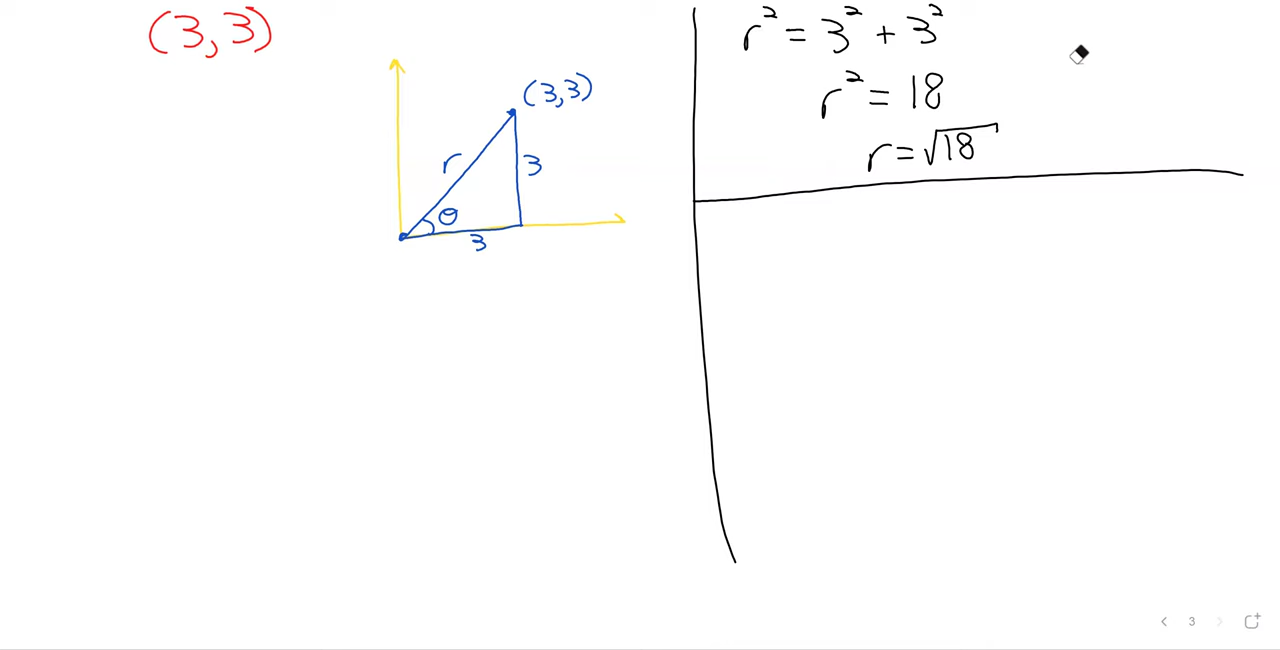 (3,3)
(3,3)
r
3
θ
3
r² = 3² + 3²
r² = 18
r = √18
3